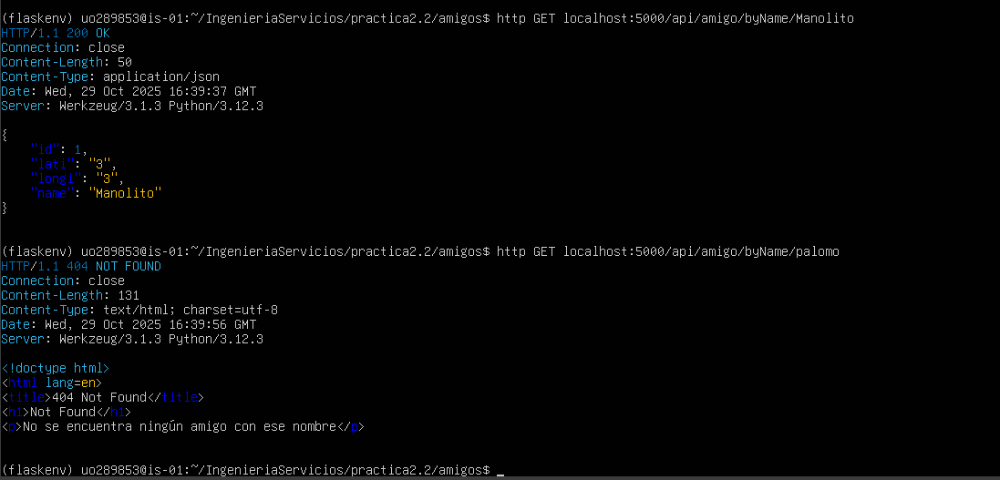 (flaskenv) uo289853@is-01:~/IngenieriaServicios/practica2.2/amigos$ http GET localhost:5000/api/amigo/byName/Manolito
HTTP/1.1 200 OK
Connection: close
Content-Length: 50
Content-Type: application/json
Date: Wed, 29 Oct 2025 16:39:37 GMT
Server: Werkzeug/3.1.3 Python/3.12.3
{
"id": 1,
"lati": "3",
"longi": "3",
"name": "Manolito"
}
(flaskenv) uo289853@is-01:~/IngenieriaServicios/practica2.2/amigos$ http GET localhost:5000/api/amigo/byName/palomo
HTTP/1.1 404 NOT FOUND
Connection: close
Content-Length: 131
Content-Type: text/html; charset=utf-8
Date: Wed, 29 Oct 2025 16:39:56 GMT
Server: Werkzeug/3.1.3 Python/3.12.3
<!doctype html>
<html lang=en>
<title>404 Not Found</title>
<h1>Not Found</h1>
<p>No se encuentra ningún amigo con ese nombre</p>
(flaskenv) uo289853@is-01:~/IngenieriaServicios/practica2.2/amigos$ _